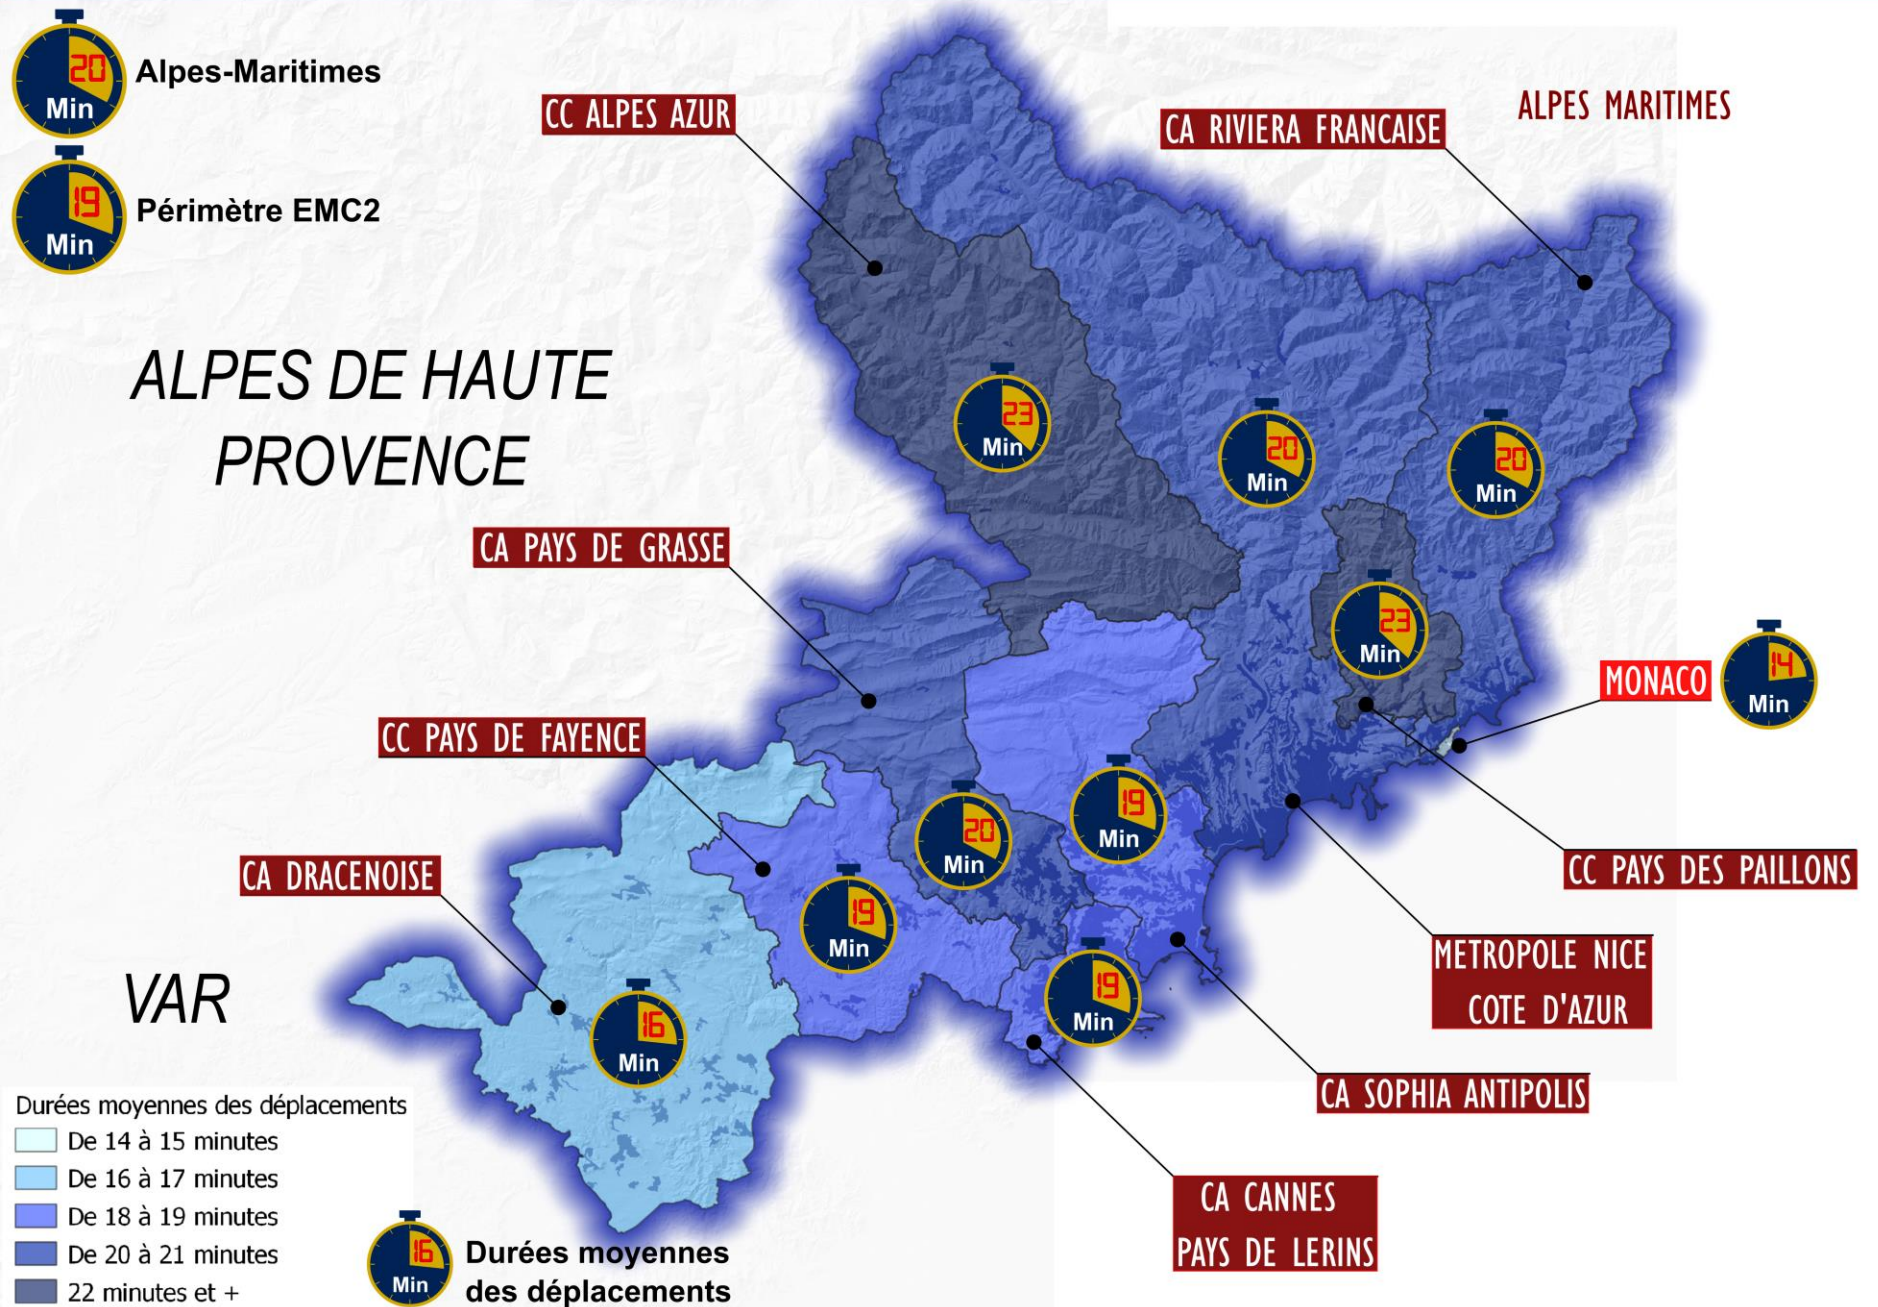 20
Min
Alpes-Maritimes
19
Min
Périmètre EMC2
CC ALPES AZUR
CA RIVIERA FRANCAISE
ALPES MARITIMES
ALPES DE HAUTE
PROVENCE
23
Min
20
Min
20
Min
CA PAYS DE GRASSE
23
Min
MONACO
14
Min
CC PAYS DE FAYENCE
19
Min
20
Min
CA DRACENOISE
19
Min
CC PAYS DES PAILLONS
METROPOLE NICE
COTE D'AZUR
VAR
16
Min
19
Min
CA SOPHIA ANTIPOLIS
CA CANNES
PAYS DE LERINS
Durées moyennes des déplacements
De 14 à 15 minutes
De 16 à 17 minutes
De 18 à 19 minutes
De 20 à 21 minutes
22 minutes et +
16
Min
Durées moyennes
des déplacements